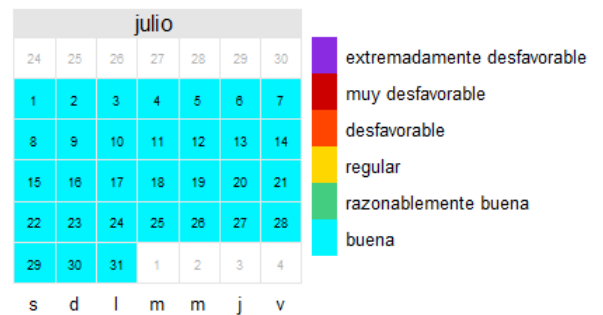 julio
24 25 26 27 28 29 30
1 2 3 4 5 6 7
8 9 10 11 12 13 14
15 16 17 18 19 20 21
22 23 24 25 26 27 28
29 30 31 1 2 3 4
s d l m m j v
extremadamente desfavorable
muy desfavorable
desfavorable
regular
razonablemente buena
buena